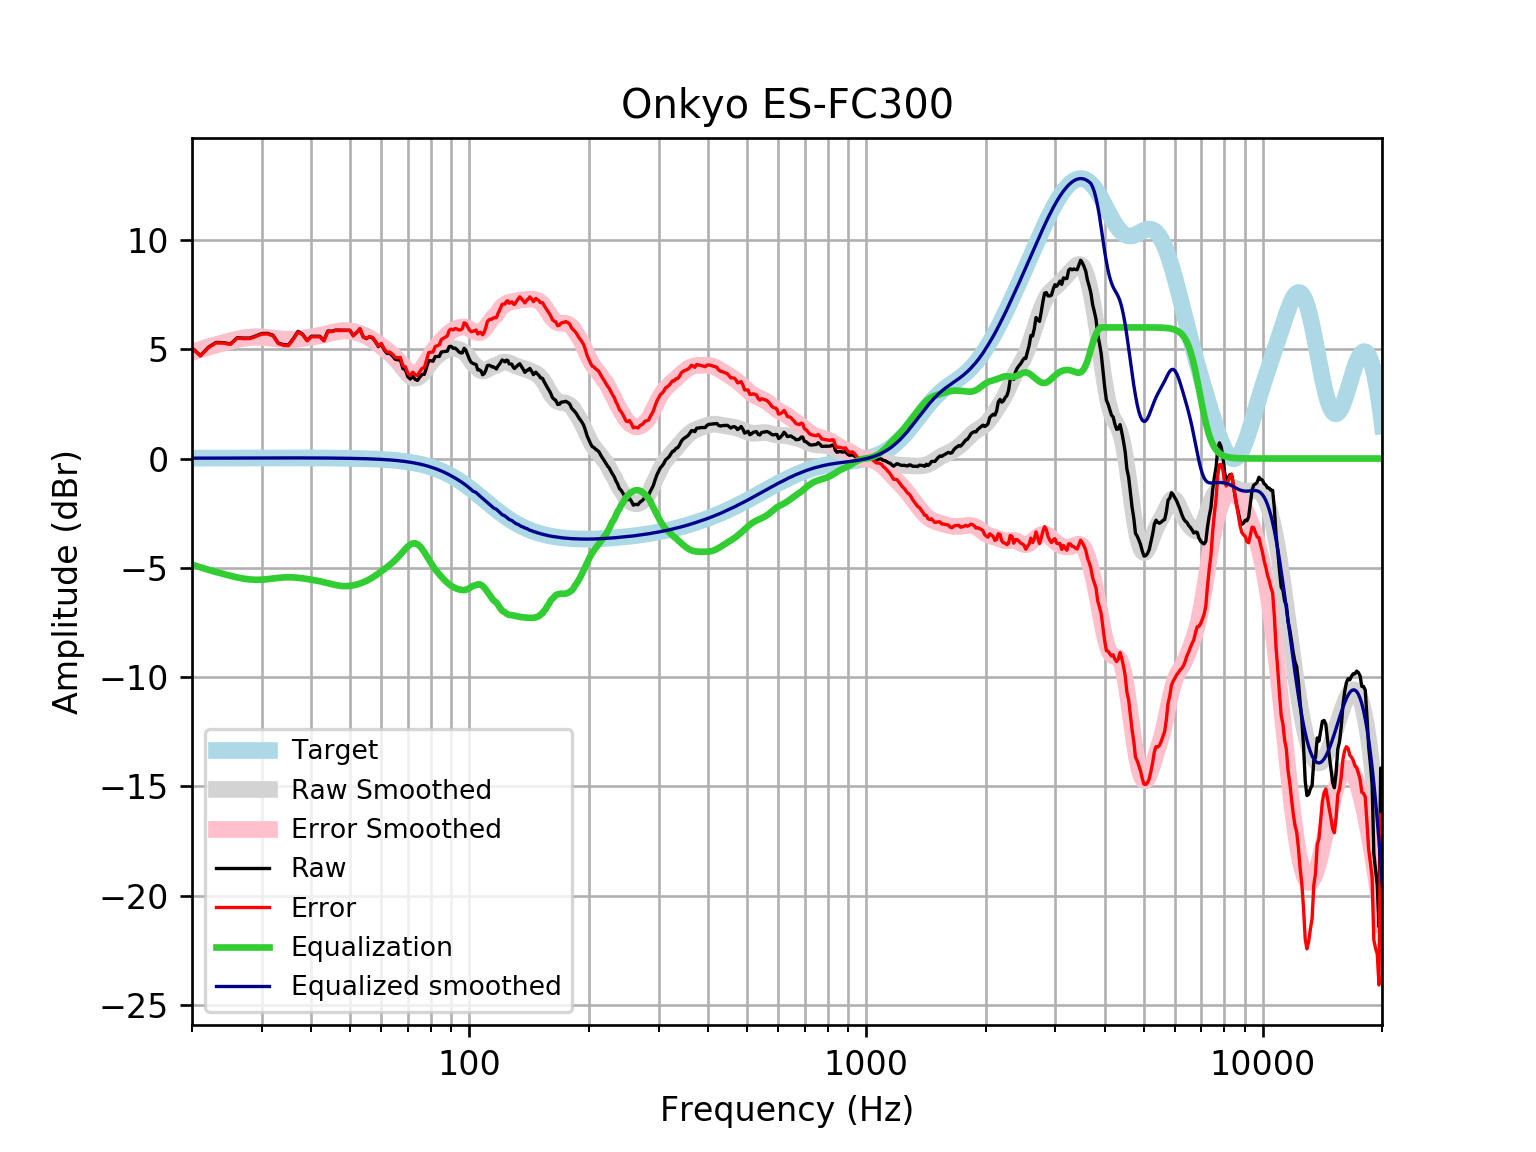 Onkyo ES-FC300
Amplitude (dBr)
10
5
0
−5
−10
−15
−20
−25
Target
Raw Smoothed
Error Smoothed
Raw
Error
Equalization
Equalized smoothed
100
1000
10000
Frequency (Hz)